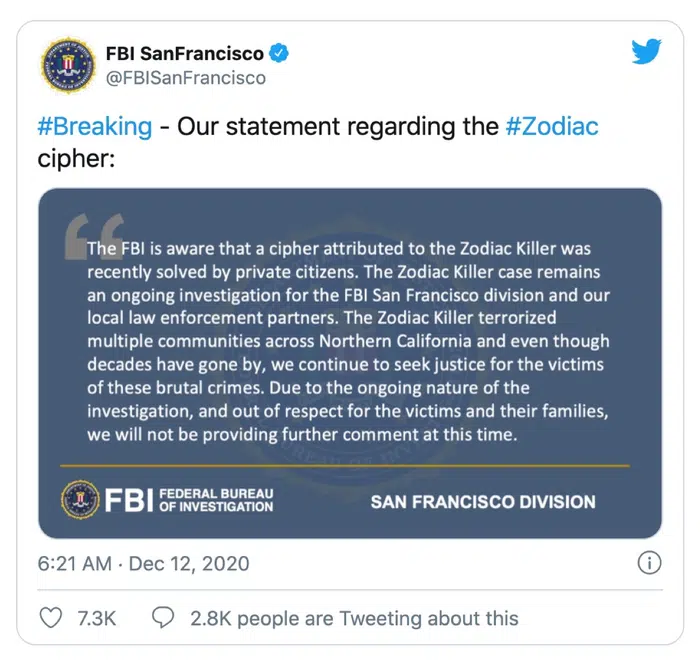 FBI SanFrancisco
@FBISanFrancisco
#Breaking - Our statement regarding the #Zodiac
cipher:
The FBI is aware that a cipher attributed to the Zodiac Killer was
recently solved by private citizens. The Zodiac Killer case remains
an ongoing investigation for the FBI San Francisco division and our
local law enforcement partners. The Zodiac Killer terrorized
multiple communities across Northern California and even though
decades have gone by, we continue to seek justice for the victims
of these brutal crimes. Due to the ongoing nature of the
investigation, and out of respect for the victims and their families,
we will not be providing further comment at this time.
FBI FEDERAL BUREAU
OF INVESTIGATION
SAN FRANCISCO DIVISION
6:21 AM · Dec 12, 2020
7.3K 2.8K people are Tweeting about this